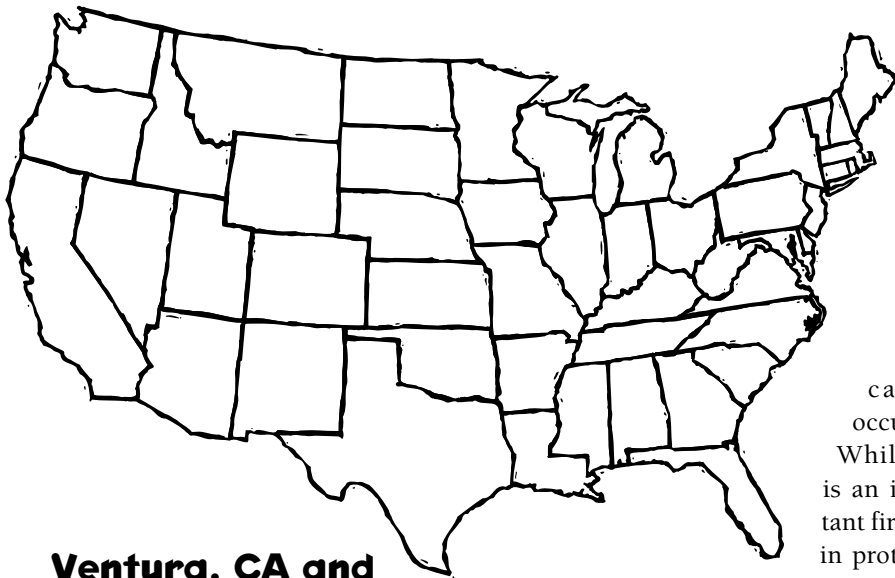 Ventura, CA and
ca
occu
Whil
is an i
tant fir
in prot